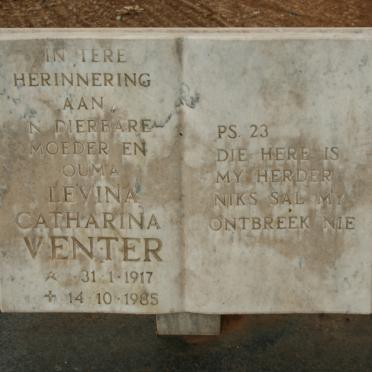 IN TERE
HERINNERING
AAN
'N DIERBARE
MOEDER EN
OUMA
LEVINA
CATHARINA
VENTER
31·1·1917
14·10·1985
PS. 23
DIE HERE IS
MY HERDER
NIKS SAL MY
ONTBREEK NIE